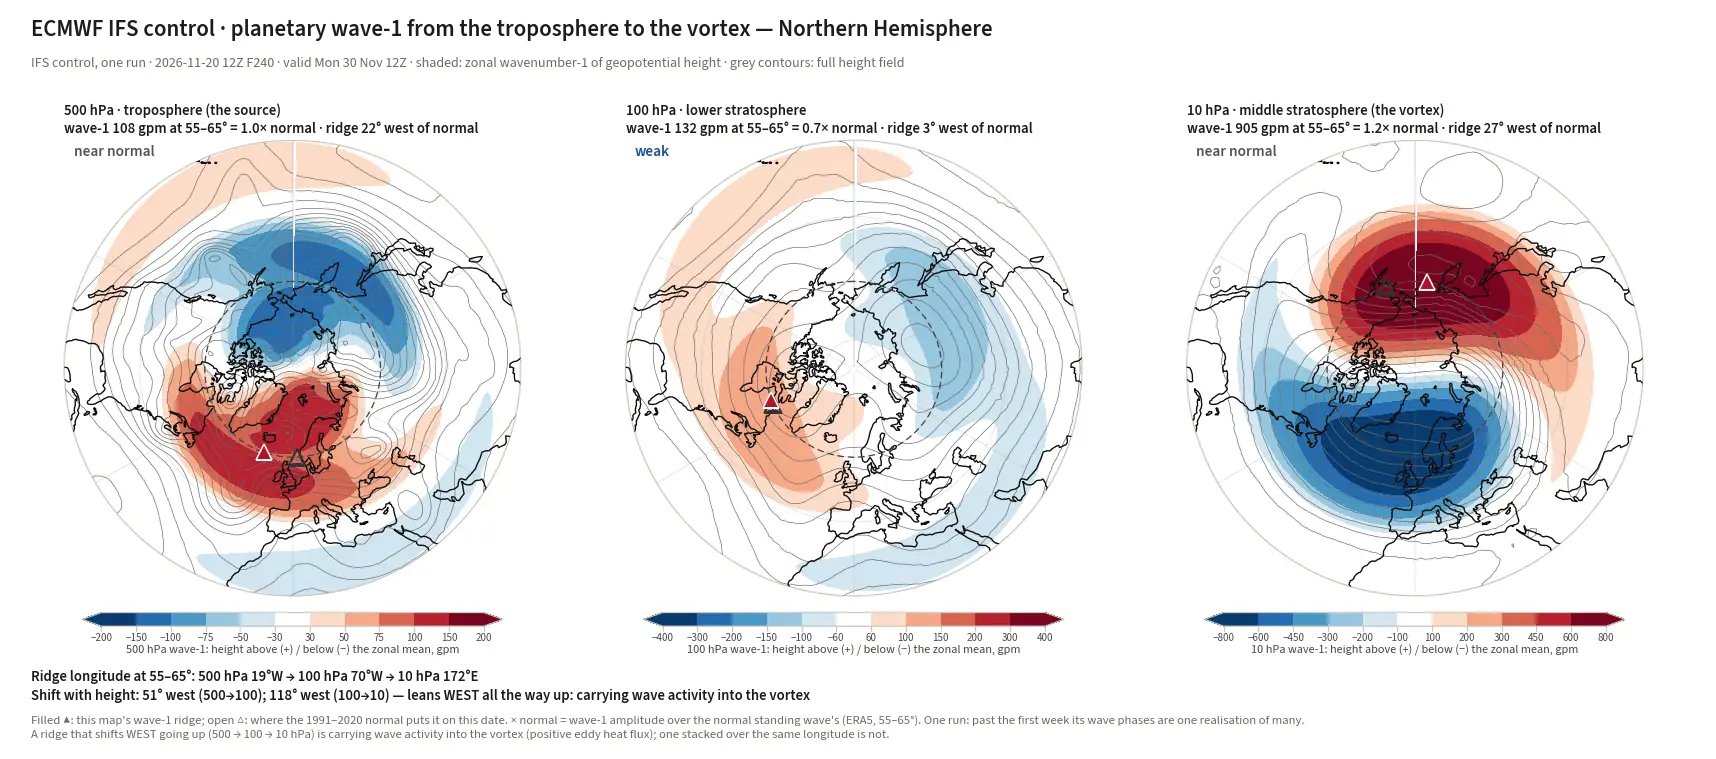 ECMWF IFS control · planetary wave-1 from the troposphere to the vortex — Northern Hemisphere
IFS control, one run · 2026-11-20 12Z F240 · valid Mon 30 Nov 12Z · shaded: zonal wavenumber-1 of geopotential height · grey contours: full height field
500 hPa · troposphere (the source)
wave-1 108 gpm at 55–65° = 1.0× normal · ridge 22° west of normal
near normal
100 hPa · lower stratosphere
wave-1 132 gpm at 55–65° = 0.7× normal · ridge 3° west of normal
weak
10 hPa · middle stratosphere (the vortex)
wave-1 905 gpm at 55–65° = 1.2× normal · ridge 27° west of normal
near normal
−200 −150 −100 −75 −50 −30 30 50 75 100 150 200
500 hPa wave-1: height above (+) / below (−) the zonal mean, gpm
−400 −300 −200 −150 −100 −60 60 100 150 200 300 400
100 hPa wave-1: height above (+) / below (−) the zonal mean, gpm
−800 −600 −450 −300 −200 −100 100 200 300 450 600 800
10 hPa wave-1: height above (+) / below (−) the zonal mean, gpm
Ridge longitude at 55–65°: 500 hPa 19°W → 100 hPa 70°W → 10 hPa 172°E
Shift with height: 51° west (500→100); 118° west (100→10) — leans WEST all the way up: carrying wave activity into the vortex
Filled ▲: this map's wave-1 ridge; open △: where the 1991–2020 normal puts it on this date. × normal = wave-1 amplitude over the normal standing wave's (ERA5, 55–65°). One run: past the first week its wave phases are one realisation of many.
A ridge that shifts WEST going up (500 → 100 → 10 hPa) is carrying wave activity into the vortex (positive eddy heat flux); one stacked over the same longitude is not.